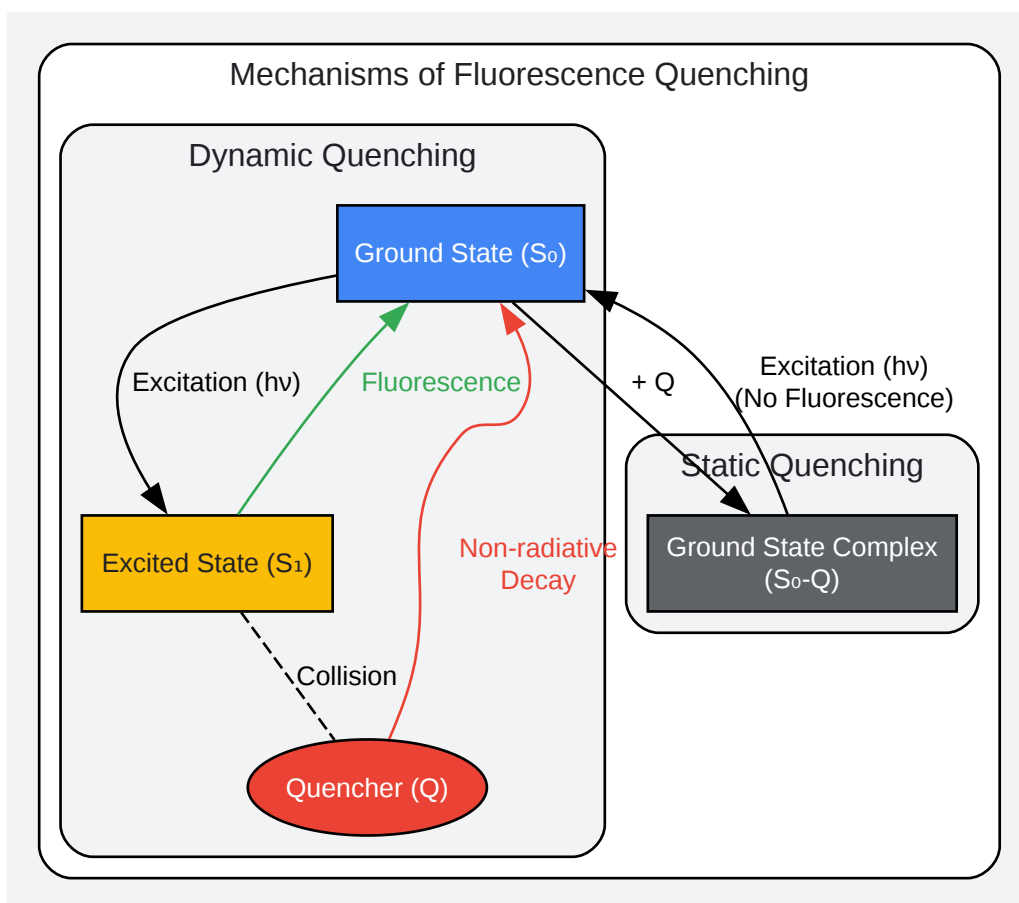 Mechanisms of Fluorescence Quenching
Dynamic Quenching
Ground State (S₀)
Excitation (hν)
Fluorescence
+ Q
Excitation (hν)
(No Fluorescence)
Static Quenching
Excited State (S₁)
Non-radiative
Decay
Ground State Complex
(S₀-Q)
Collision
Quencher (Q)